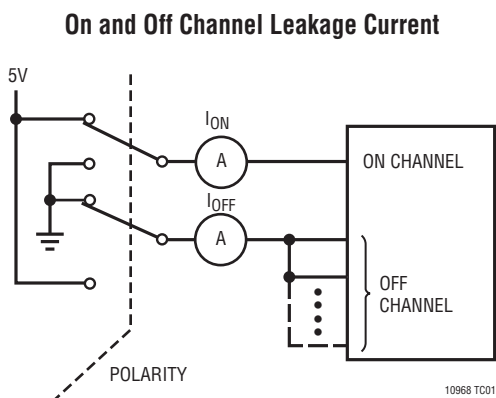 On and Off Channel Leakage Current
5V
I_ON
A
ON CHANNEL
I_OFF
A
OFF
CHANNEL
POLARITY
10968 TC01